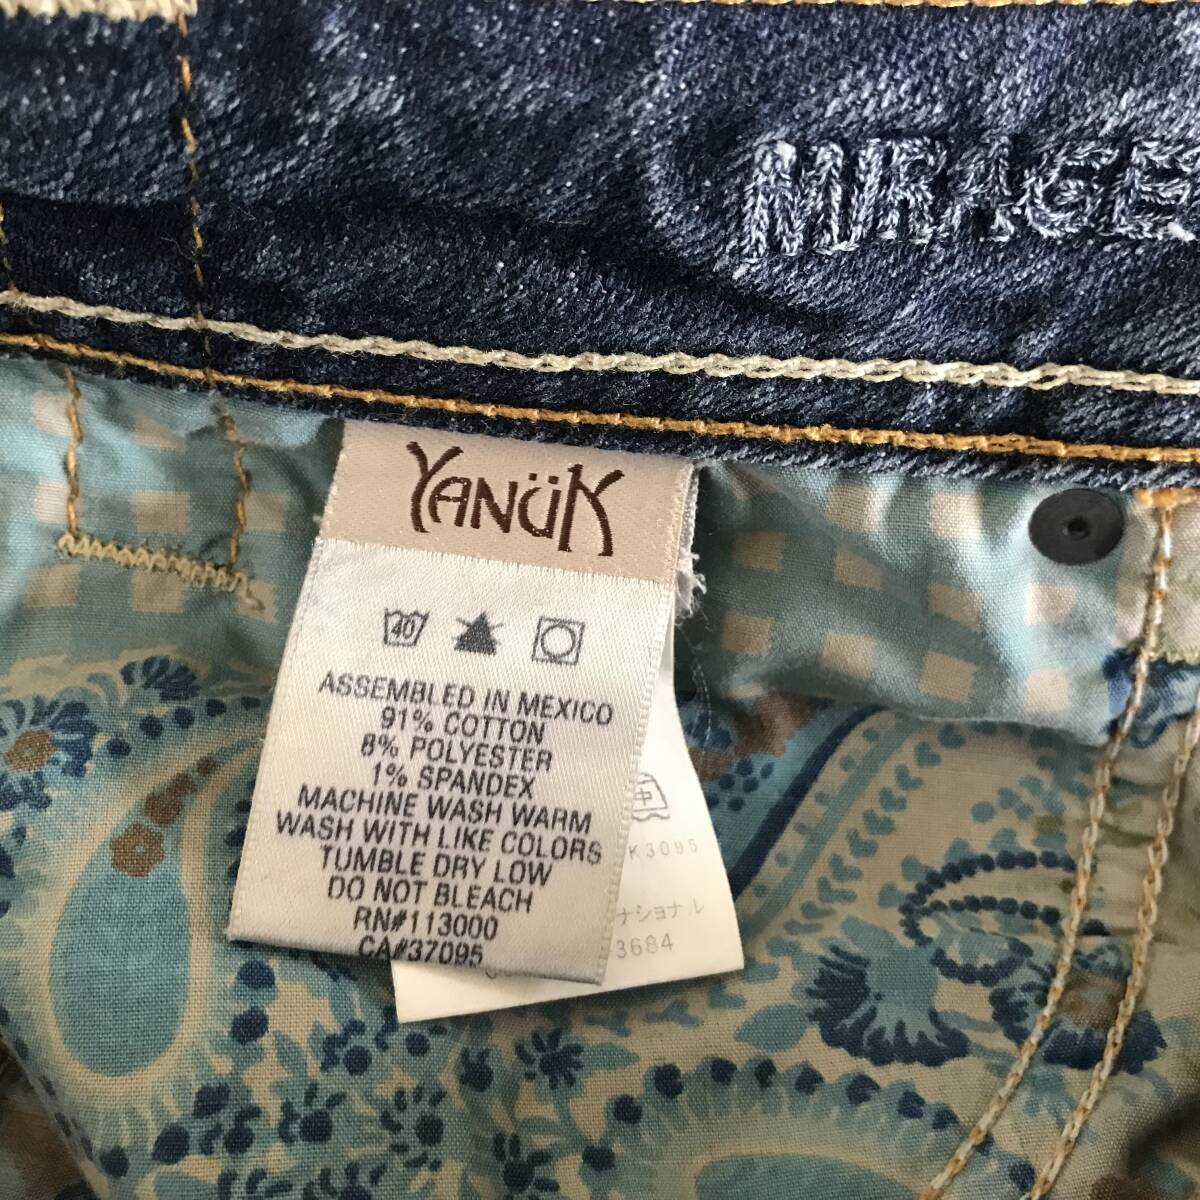 MIRAGE
YANÜK
40
ASSEMBLED IN MEXICO
91% COTTON
8% POLYESTER
1% SPANDEX
MACHINE WASH WARM
WASH WITH LIKE COLORS
TUMBLE DRY LOW
DO NOT BLEACH
RN#113000
CA#37095
中
K3095
ナショナル
3684